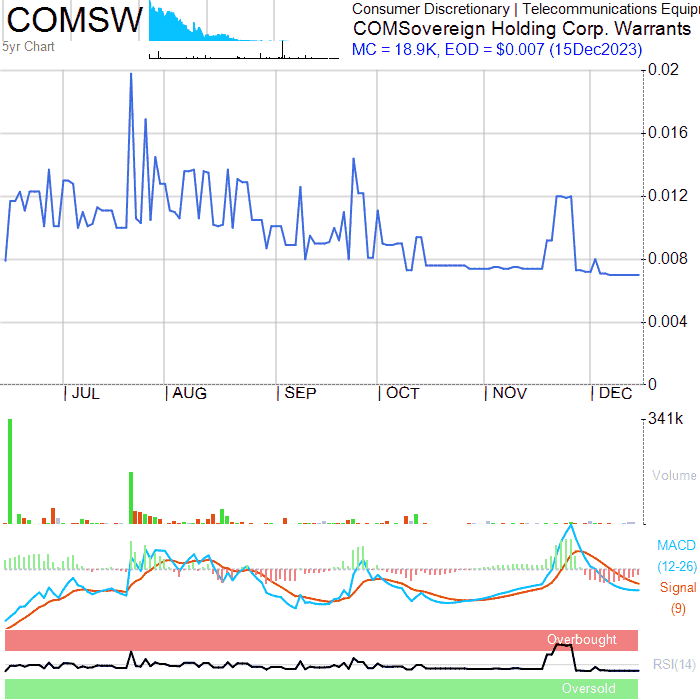 COMSW
5yr Chart
Consumer Discretionary | Telecommunications Equip
COMSovereign Holding Corp. Warrants
MC = 18.9K, EOD = $0.007 (15Dec2023)
0.02
0.016
0.012
0.008
0.004
0
| JUL | AUG | SEP | OCT | NOV | DEC
341k
Volume
MACD
(12-26)
Signal
(9)
Overbought
RSI(14)
Oversold